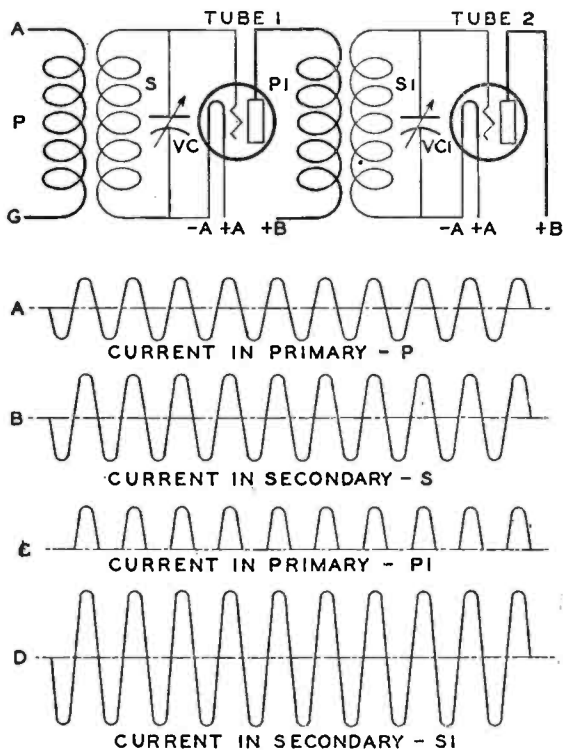 TUBE 1 TUBE 2
A
P S VC P1 S1 VC1
G
-A +A +B -A +A +B
A
CURRENT IN PRIMARY - P
B
CURRENT IN SECONDARY - S
C
CURRENT IN PRIMARY - P1
D
CURRENT IN SECONDARY - S1